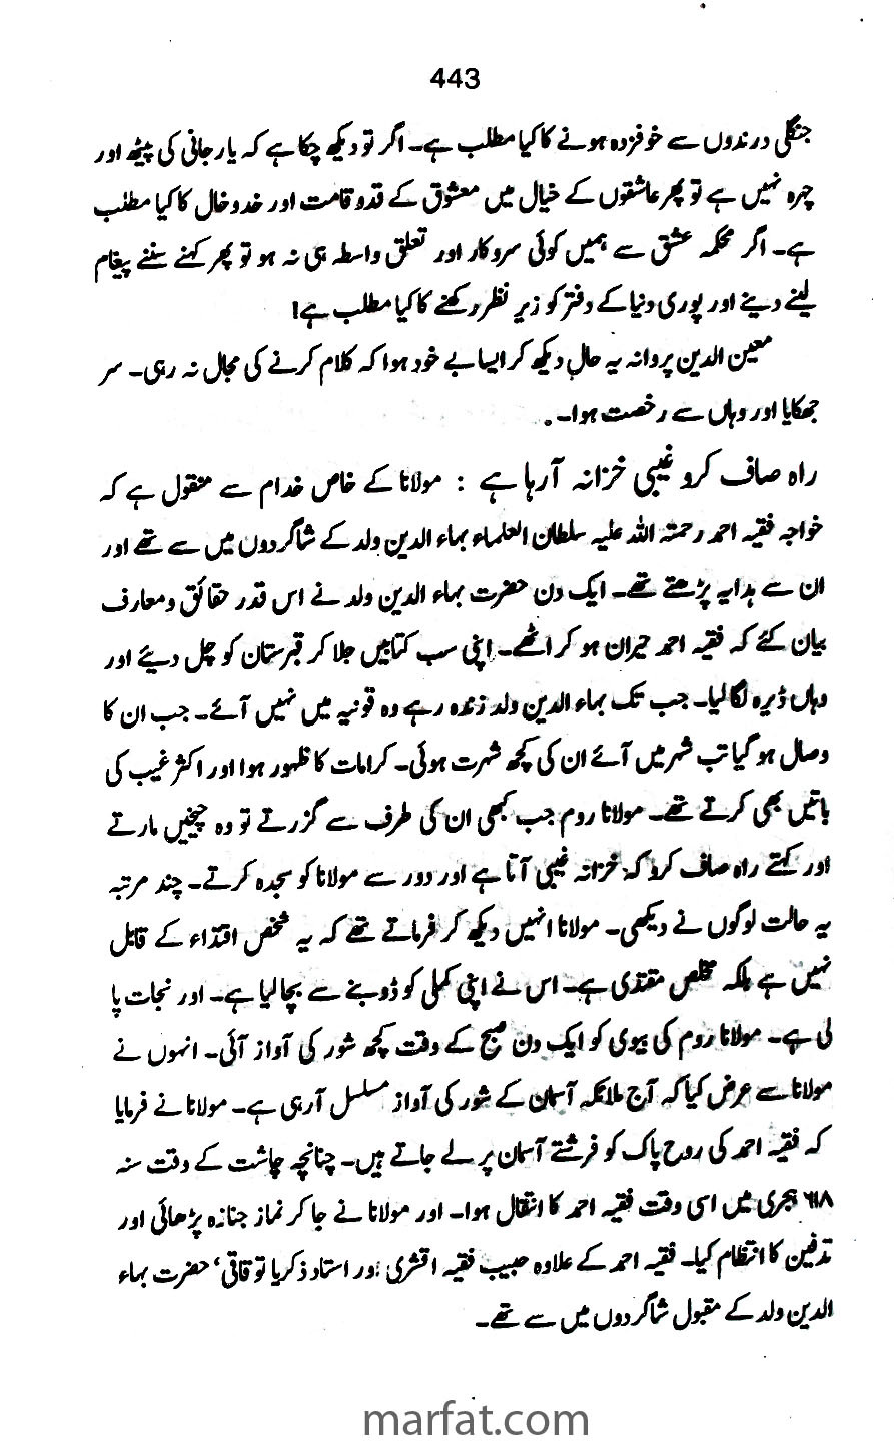 443
جنگلی درندوں سے خوفزدہ ہونے کا کیا مطلب ہے۔ اگر تو دیکھ چکا ہے کہ یار جانی کی پیٹھ اور
چہرہ نہیں ہے تو پھر عاشقوں کے خیال میں معشوق کے قدوقامت اور خدوخال کا کیا مطلب
ہے۔ اگر محکمہ عشق سے ہمیں کوئی سروکار اور تعلق واسطہ ہی نہ ہو تو پھر کہنے سننے پیغام
لینے دینے اور پوری دنیا کے دفتر کو زیر نظر رکھنے کا کیا مطلب ہے!
معین الدین پروانہ یہ حال دیکھ کر ایسا بے خود ہوا کہ کلام کرنے کی مجال نہ رہی۔ سر
جھکایا اور وہاں سے رخصت ہوا۔
راہ صاف کرو غیبی خزانہ آ رہا ہے : مولانا کے خاص خدام سے منقول ہے کہ
خواجہ فقیہ احمد رحمتہ اللہ علیہ سلطان العلماء بہاء الدین ولد کے شاگردوں میں سے تھے اور
ان سے ہدایہ پڑھتے تھے۔ ایک دن حضرت بہاء الدین ولد نے اس قدر حقائق و معارف
بیان کئے کہ فقیہ احمد حیران ہو کر اٹھے۔ اپنی سب کتابیں جلا کر قبرستان کو چل دیئے اور
وہاں ڈیرہ لگا لیا۔ جب تک بہاء الدین ولد زندہ رہے وہ قونیہ میں نہیں آئے۔ جب ان کا
وصال ہو گیا تب شہر میں آئے ان کی کچھ شہرت ہوئی۔ کرامات کا ظہور ہوا اور اکثر غیب کی
باتیں بھی کرتے تھے۔ مولانا روم جب کبھی ان کی طرف سے گزرتے تو وہ چیخیں مارتے
اور کہتے راہ صاف کرو کہ خزانہ غیبی آتا ہے اور دور سے مولانا کو سجدہ کرتے۔ چند مرتبہ
یہ حالت لوگوں نے دیکھی۔ مولانا انہیں دیکھ کر فرماتے تھے کہ یہ شخص اقتداء کے قابل
نہیں ہے بلکہ مخلص مقتدی ہے۔ اس نے اپنی کملی کو ڈوبنے سے بچا لیا ہے۔ اور نجات پا
لی ہے۔ مولانا روم کی بیوی کو ایک دن صبح کے وقت کچھ شور کی آواز آئی۔ انہوں نے
مولانا سے عرض کیا کہ آج ملائکہ آسمان کے شور کی آواز مسلسل آ رہی ہے۔ مولانا نے فرمایا
کہ فقیہ احمد کی روح پاک کو فرشتے آسمان پر لے جاتے ہیں۔ چنانچہ چاشت کے وقت سنہ
۶۱۸ ہجری میں اسی وقت فقیہ احمد کا انتقال ہوا۔ اور مولانا نے جا کر نماز جنازہ پڑھائی اور
تدفین کا انتظام کیا۔ فقیہ احمد کے علاوہ حبیب فقیہ اقشری اور استاد ذکریا توقاتی، حضرت بہاء
الدین ولد کے مقبول شاگردوں میں سے تھے۔
marfat.com